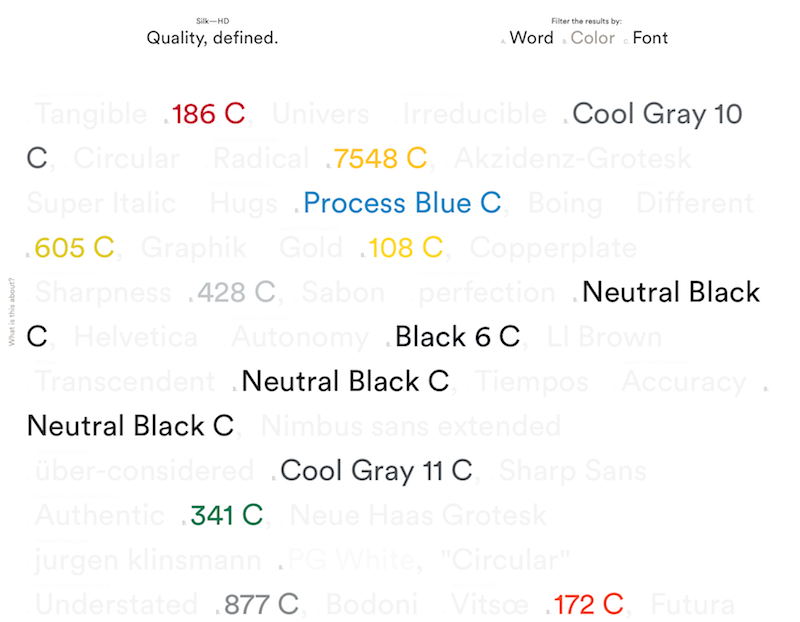 Silk—HD
Quality, defined.
Filter the results by:
A. Word B. Color C. Font
What is this about?
Tangible .186 C, Univers Irreducible .Cool Gray 10
C, Circular Radical .7548 C, Akzidenz-Grotesk
Super Italic Hugs .Process Blue C, Boing Different
.605 C, Graphik Gold .108 C, Copperplate
Sharpness .428 C, Sabon perfection .Neutral Black
C, Helvetica Autonomy .Black 6 C, Ll Brown
Transcendent .Neutral Black C, Tiempos Accuracy .
Neutral Black C, Nimbus sans extended
über-considered .Cool Gray 11 C, Sharp Sans
Authentic .341 C, Neue Haas Grotesk
jurgen klinsmann .PG White, "Circular"
Understated .877 C, Bodoni Vitsœ .172 C, Futura